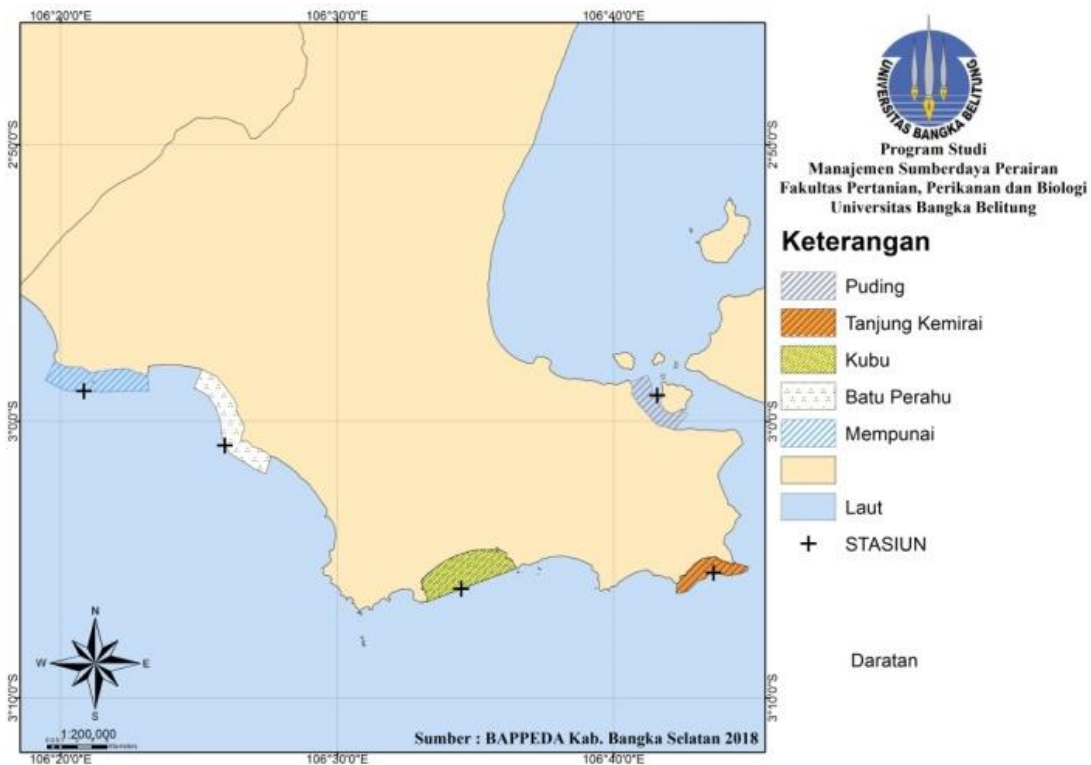 106°20'0"E
106°30'0"E
106°40'0"E
2°50'0"S
3°0'0"S
3°10'0"S
N
W
E
S
1:200,000
Sumber : BAPPEDA Kab. Bangka Selatan 2018
106°20'0"E
106°30'0"E
106°40'0"E
2°50'0"S
3°0'0"S
3°10'0"S
UNIVERSITAS BANGKA BELITUNG
Program Studi
Manajemen Sumberdaya Perairan
Fakultas Pertanian, Perikanan dan Biologi
Universitas Bangka Belitung
Keterangan
Puding
Tanjung Kemirai
Kubu
Batu Perahu
Mempunai
Laut
STASIUN
Daratan